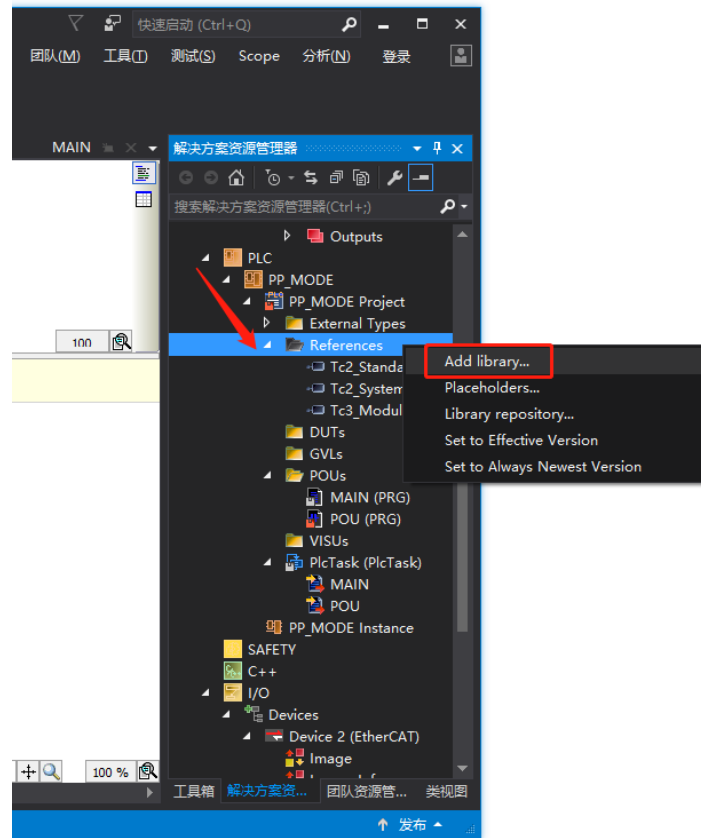 快速启动 (Ctrl+Q)
团队(M) 工具(T) 测试(S) Scope 分析(N) 登录
MAIN
解决方案资源管理器
搜索解决方案资源管理器(Ctrl+;)
Outputs
PLC
PP_MODE
PP_MODE Project
External Types
100
References
Add library...
Tc2_Standa
Placeholders...
Tc2_System
Library repository...
Tc3_Modul
Set to Effective Version
DUTs
Set to Always Newest Version
GVLs
POUs
MAIN (PRG)
POU (PRG)
VISUs
PlcTask (PlcTask)
MAIN
POU
PP_MODE Instance
SAFETY
C++
I/O
Devices
Device 2 (EtherCAT)
Image
100 %
工具箱 解决方案资... 团队资源管... 类视图
发布